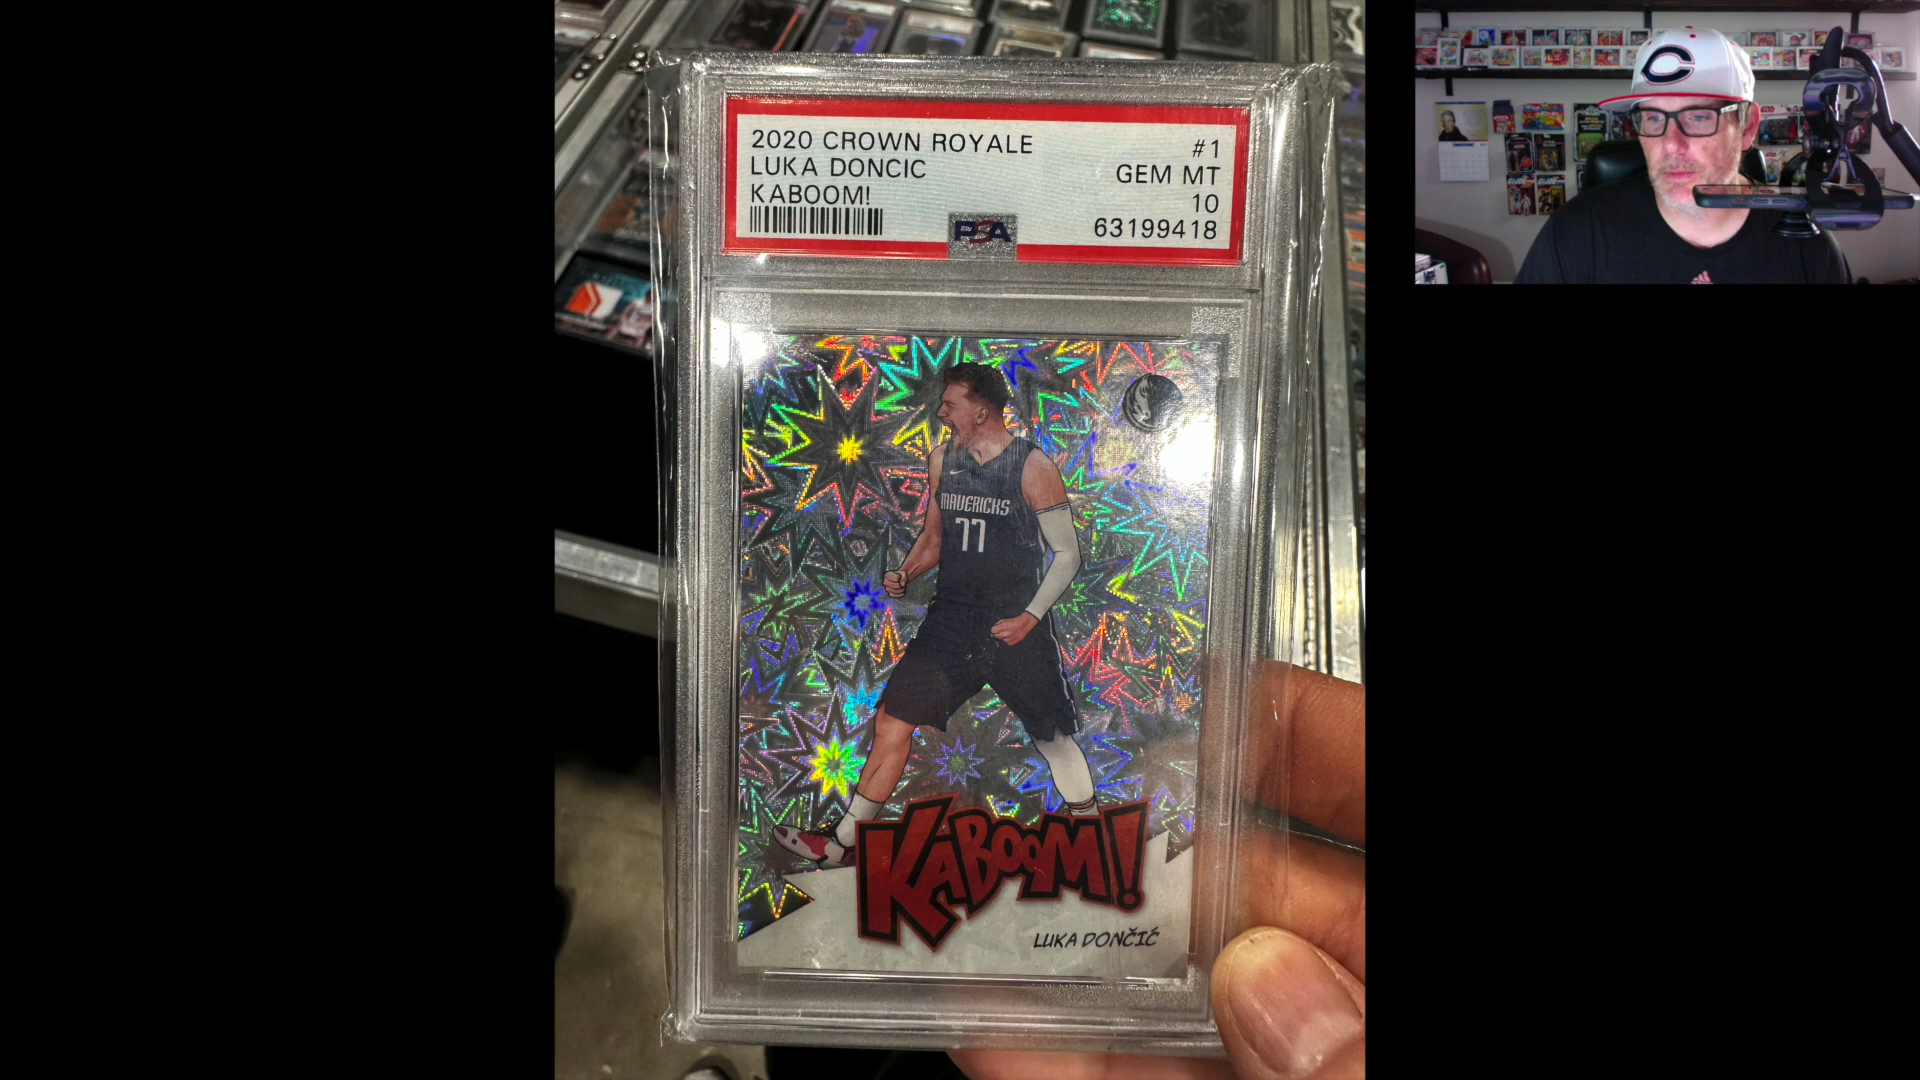 2020 CROWN ROYALE
LUKA DONCIC
KABOOM!
#1
GEM MT
10
63199418
PSA
MAVERICKS
77
KABOOM!
LUKA DONČIĆ
C